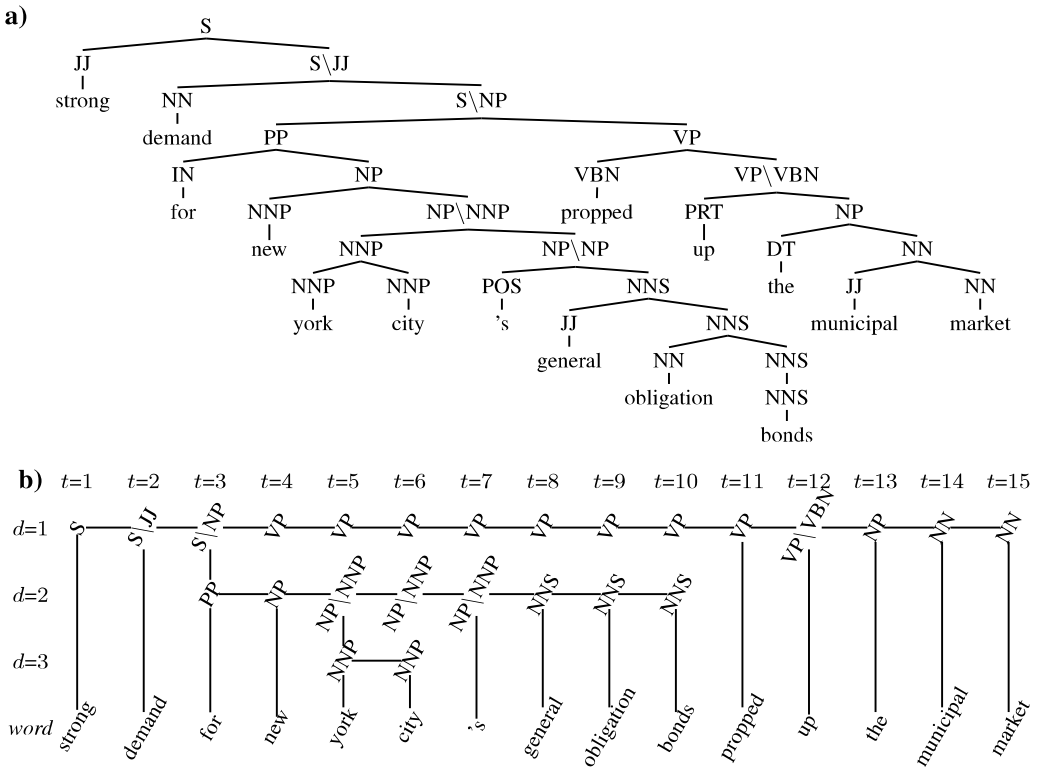 a)
S
JJ S\JJ
strong NN S\NP
demand PP VP
IN NP VBN VP\VBN
for NNP NP\NNP propped PRT NP
new NNP NP\NP up DT NN
NNP NNP POS NNS the JJ NN
york city 's JJ NNS municipal market
general NN NNS
obligation NNS
bonds
b) t=1 t=2 t=3 t=4 t=5 t=6 t=7 t=8 t=9 t=10 t=11 t=12 t=13 t=14 t=15
d=1 S S\JJ S\NP VP VP VP VP VP VP VP VP VP\VBN NP NN NN
d=2 PP NP NP\NNP NP\NNP NP\NNP NNS NNS NNS
d=3 NNP NNP
word strong demand for new york city 's general obligation bonds propped up the municipal market